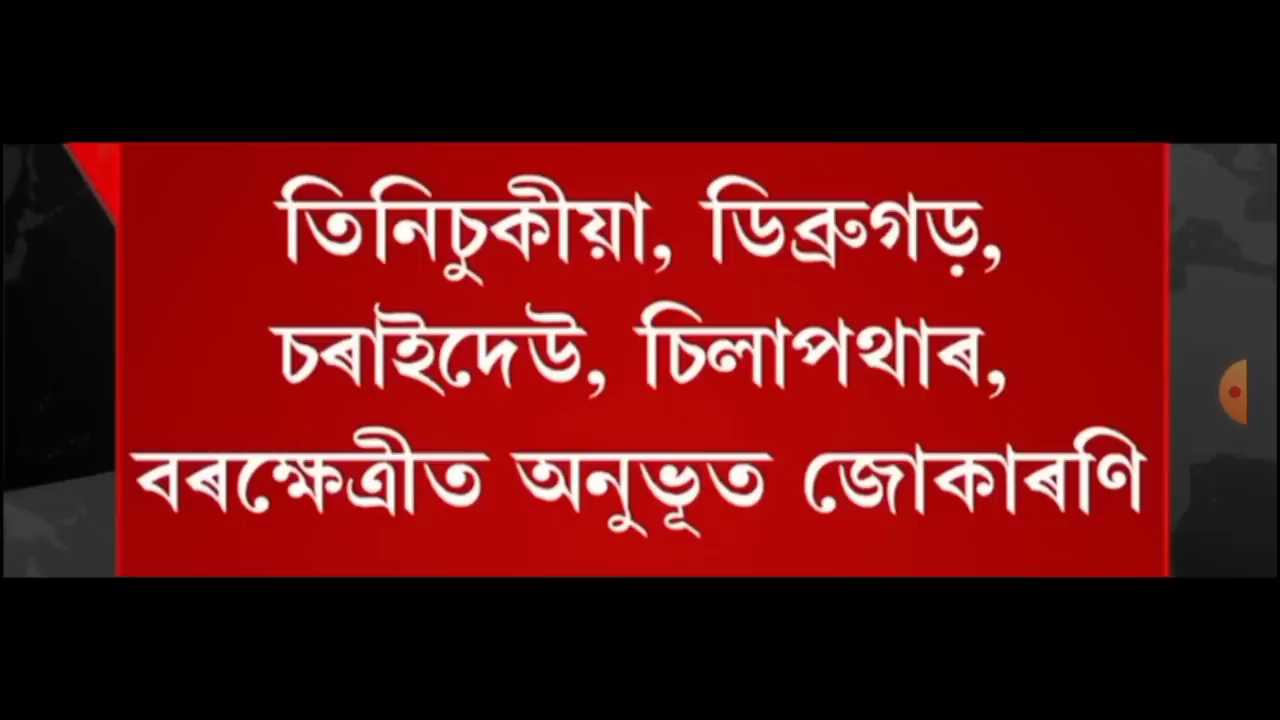 তিনিচুকীয়া, ডিব্ৰুগড়,
চৰাইদেউ, চিলাপথাৰ,
বৰক্ষেত্ৰীত অনুভূত জোকাৰণি